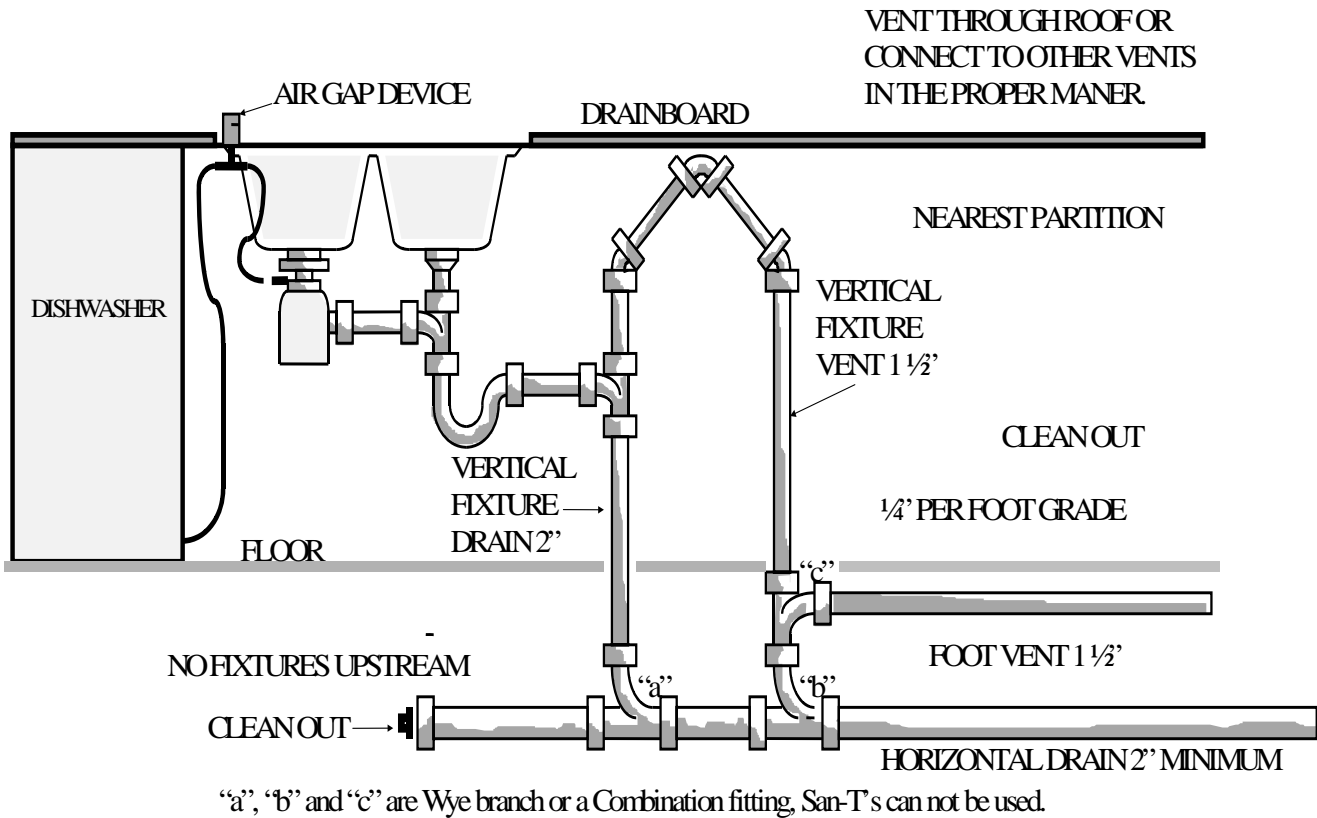 VENT THROUGH ROOF OR
CONNECT TO OTHER VENTS
IN THE PROPER MANER.
AIR GAP DEVICE
DRAINBOARD
NEAREST PARTITION
DISHWASHER
VERTICAL
FIXTURE
VENT 1 ½”
CLEAN OUT
VERTICAL
FIXTURE
DRAIN 2”
¼” PER FOOT GRADE
FLOOR
“c”
NO FIXTURES UPSTREAM
FOOT VENT 1 ½’
“a”
“b”
CLEAN OUT
HORIZONTAL DRAIN 2” MINIMUM
“a”, “b” and “c” are Wye branch or a Combination fitting, San-T’s can not be used.